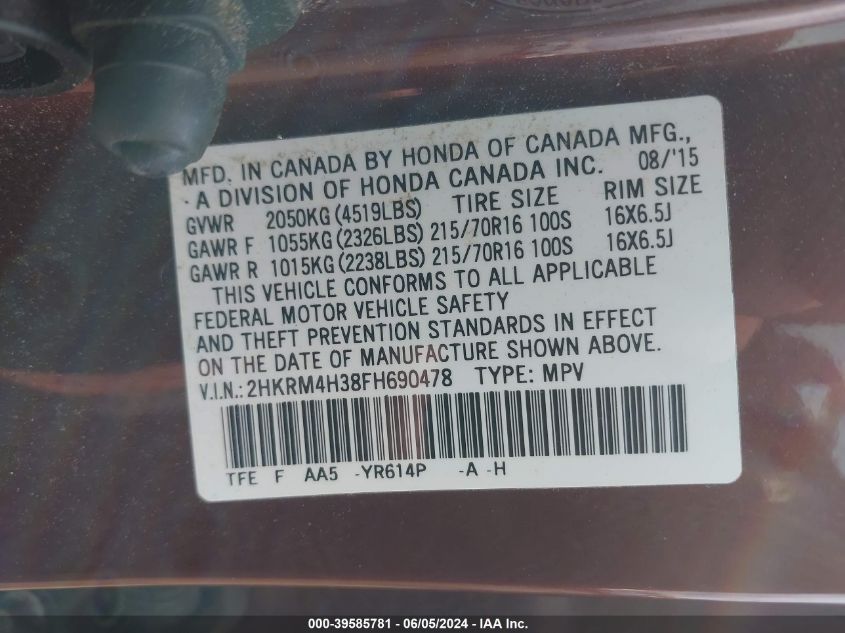 MFD. IN CANADA BY HONDA OF CANADA MFG.,
- A DIVISION OF HONDA CANADA INC. 08/'15
GVWR 2050KG (4519LBS) TIRE SIZE RIM SIZE
GAWR F 1055KG (2326LBS) 215/70R16 100S 16X6.5J
GAWR R 1015KG (2238LBS) 215/70R16 100S 16X6.5J
THIS VEHICLE CONFORMS TO ALL APPLICABLE
FEDERAL MOTOR VEHICLE SAFETY
AND THEFT PREVENTION STANDARDS IN EFFECT
ON THE DATE OF MANUFACTURE SHOWN ABOVE.
V.I.N.: 2HKRM4H38FH690478 TYPE: MPV
TFE F AA5 -YR614P -A -H
000-39585781 - 06/05/2024 - IAA Inc.